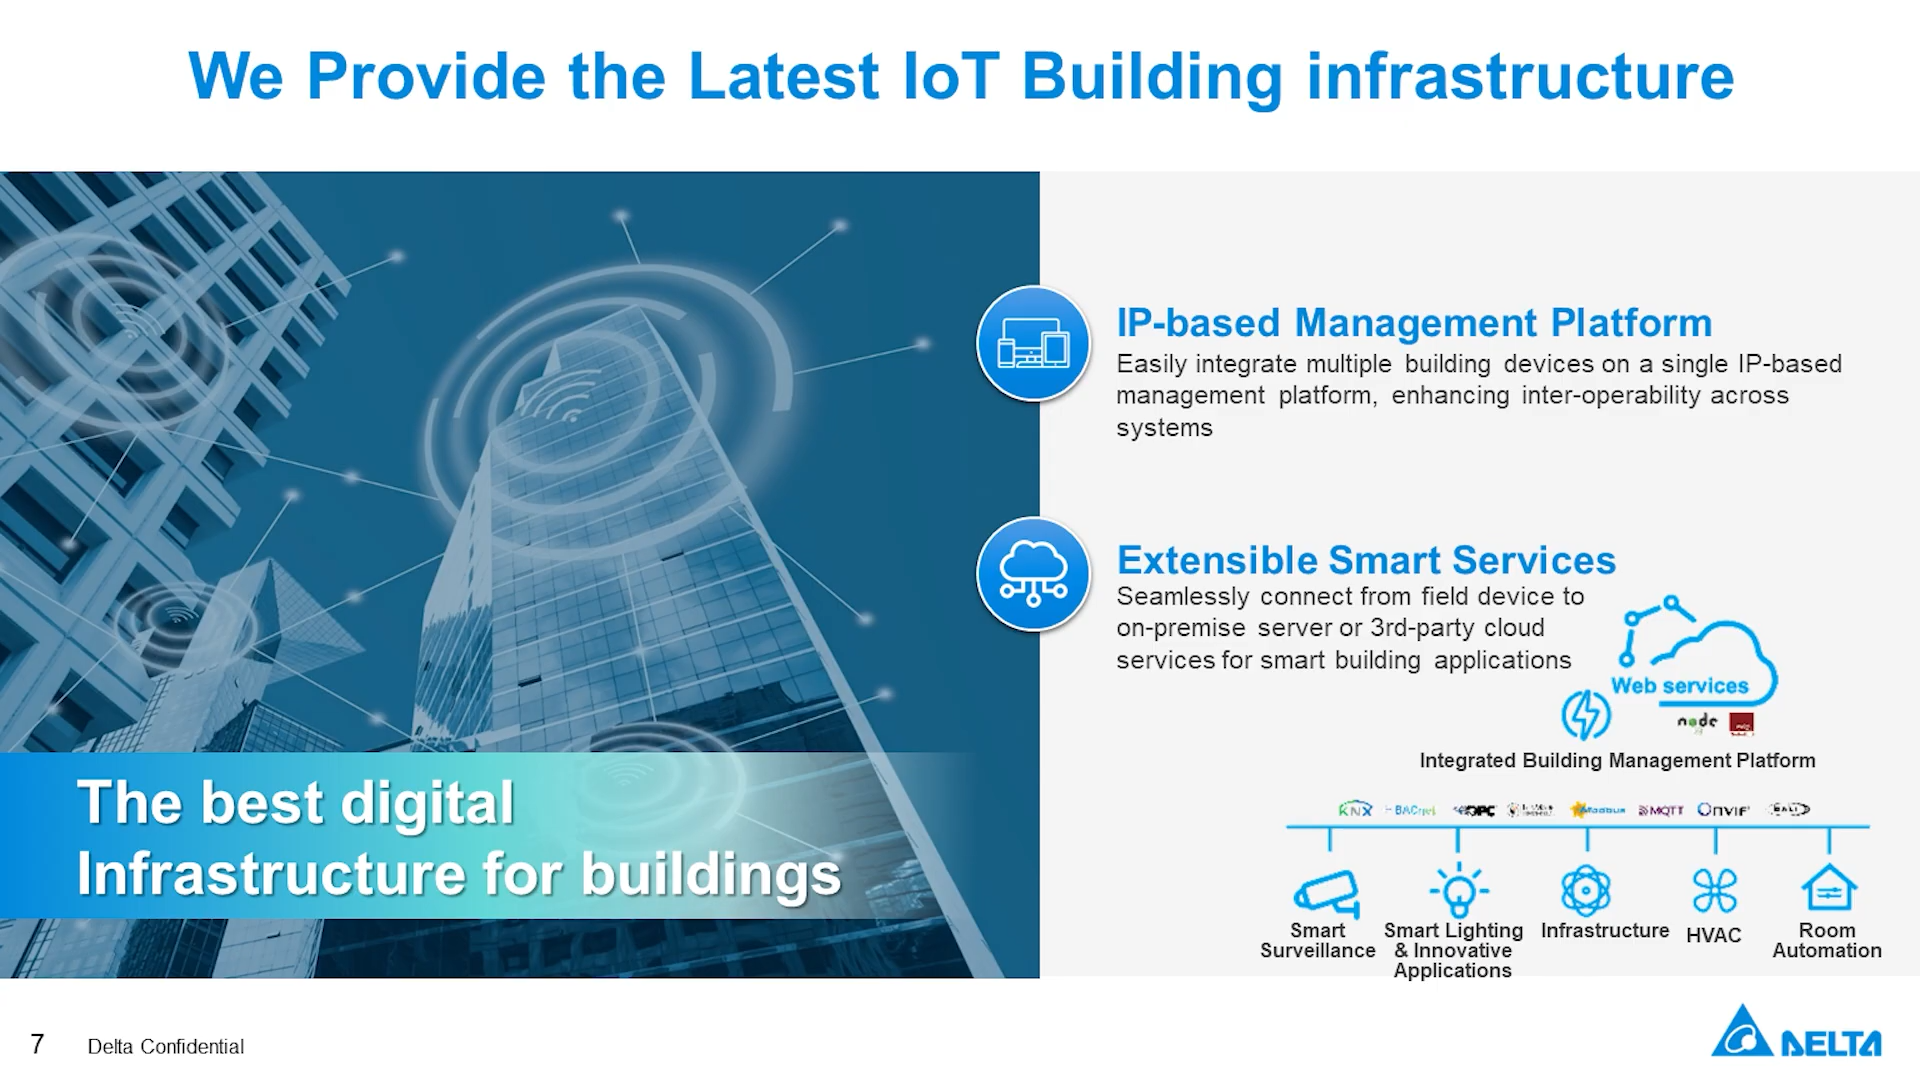 We Provide the Latest IoT Building infrastructure
IP-based Management Platform
Easily integrate multiple building devices on a single IP-based
management platform, enhancing inter-operability across
systems
Extensible Smart Services
Seamlessly connect from field device to
on-premise server or 3rd-party cloud
services for smart building applications
Web services
node
Integrated Building Management Platform
KNX BACnet OPC Modbus MQTT ONVIF DALI
Smart
Surveillance
Smart Lighting
& Innovative
Applications
Infrastructure
HVAC
Room
Automation
The best digital
Infrastructure for buildings
7 Delta Confidential
DELTA